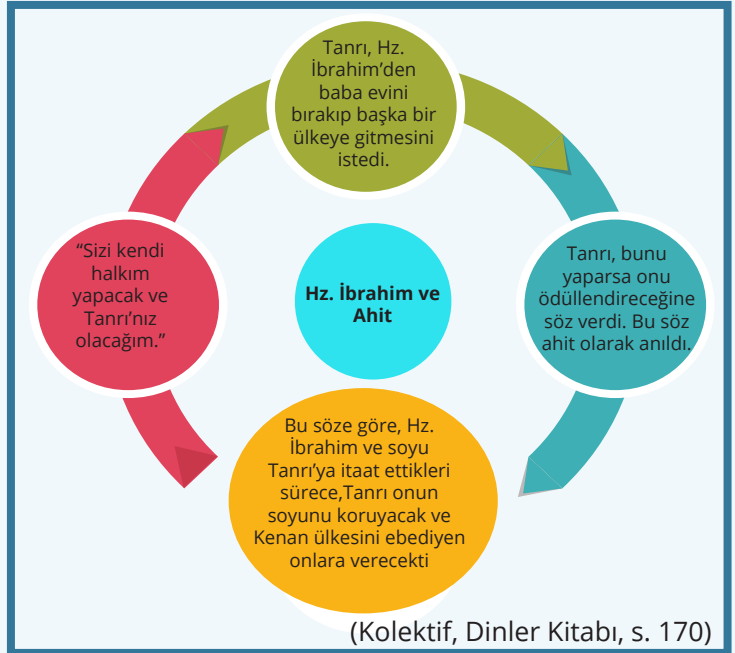 Tanrı, Hz.
İbrahim’den
baba evini
bırakıp başka bir
ülkeye gitmesini
istedi.
Tanrı, bunu
yaparsa onu
ödüllendireceğine
söz verdi. Bu söz
ahit olarak anıldı.
Bu söze göre, Hz.
İbrahim ve soyu
Tanrı’ya itaat ettikleri
sürece,Tanrı onun
soyunu koruyacak ve
Kenan ülkesini ebediyen
onlara verecekti
“Sizi kendi
halkım
yapacak ve
Tanrı’nız
olacağım.”
Hz. İbrahim ve
Ahit
(Kolektif, Dinler Kitabı, s. 170)